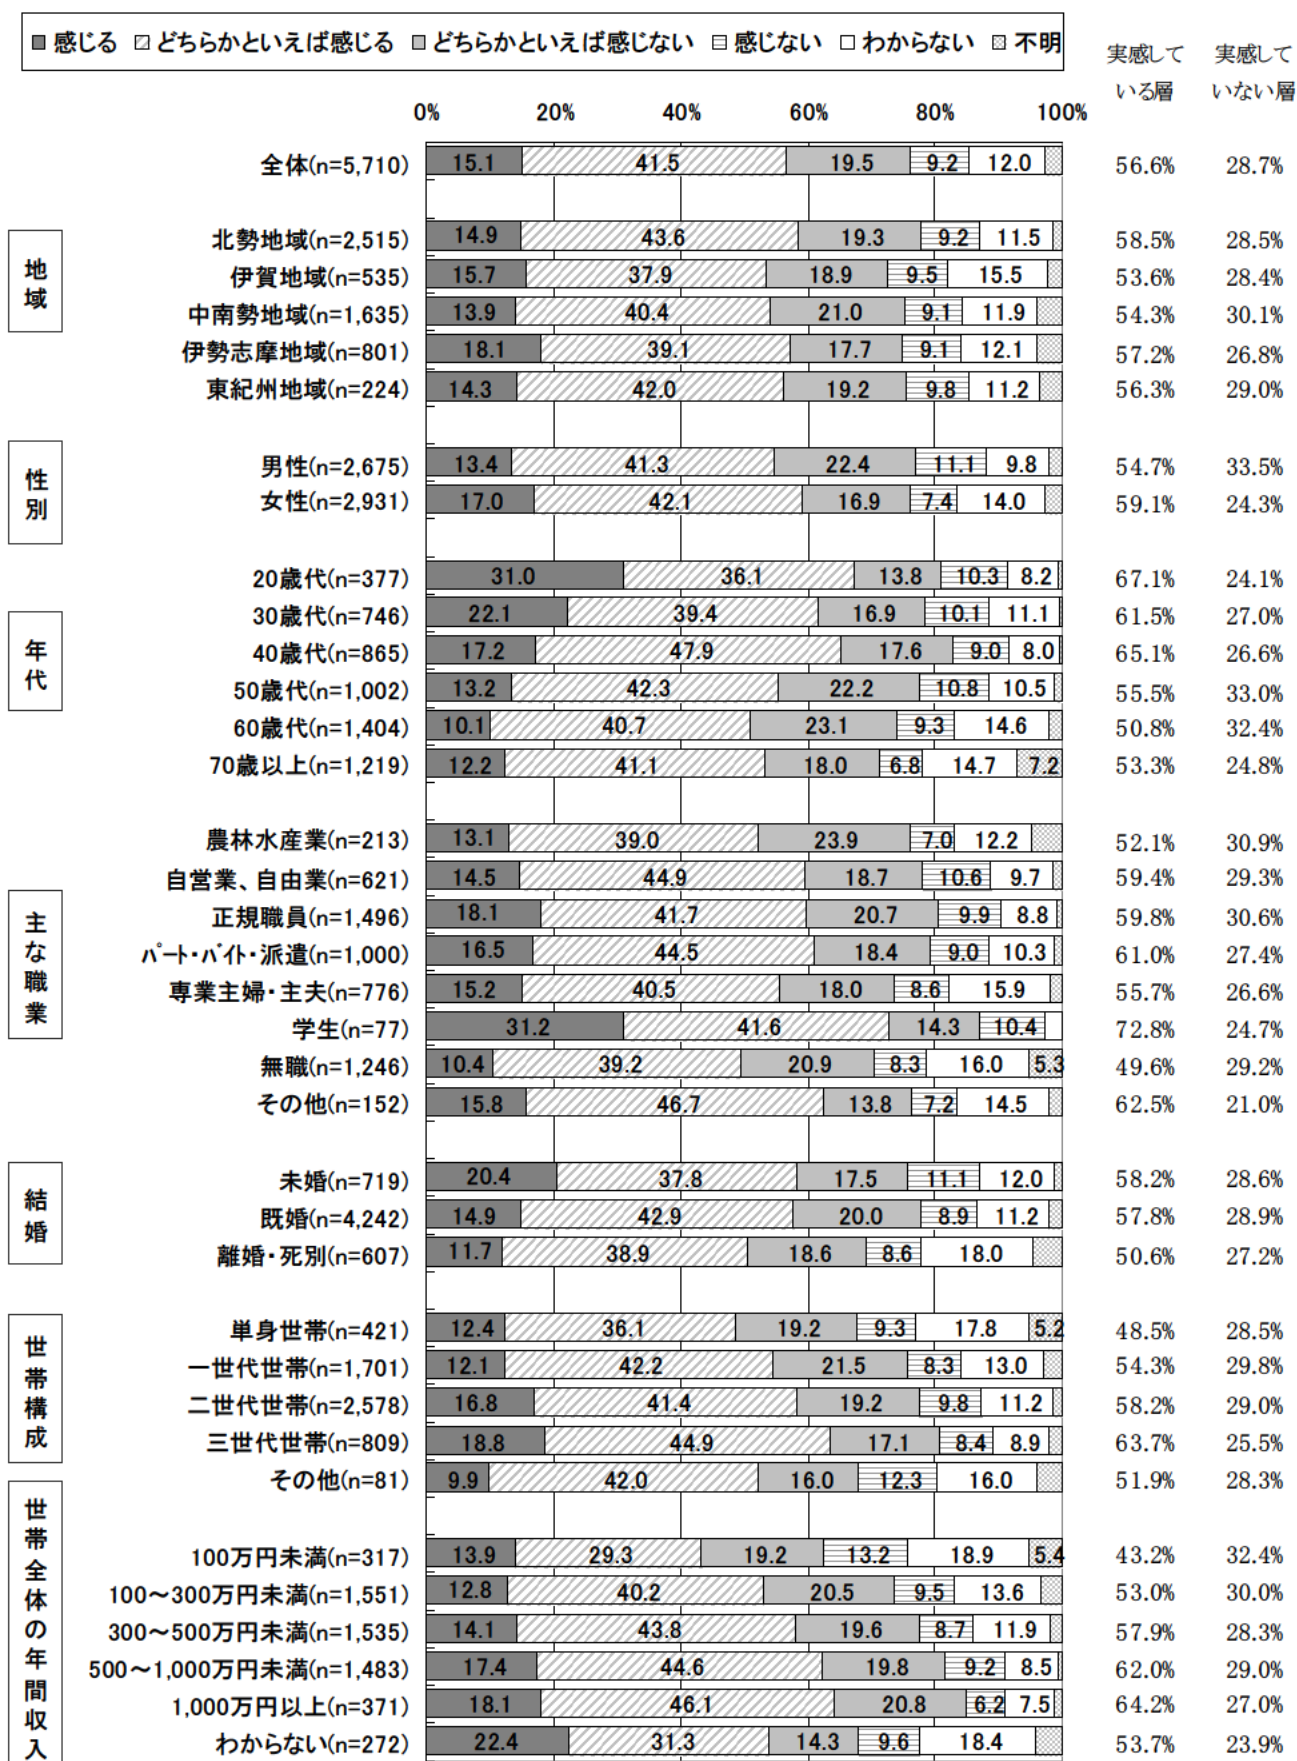 感じる どちらかといえば感じる どちらかといえば感じない 感じない わからない 不明
実感して 実感して
いる層 いない層
0% 20% 40% 60% 80% 100%
全体(n=5,710) 15.1 41.5 19.5 9.2 12.0 56.6% 28.7%
地域
北勢地域(n=2,515) 14.9 43.6 19.3 9.2 11.5 58.5% 28.5%
伊賀地域(n=535) 15.7 37.9 18.9 9.5 15.5 53.6% 28.4%
中南勢地域(n=1,635) 13.9 40.4 21.0 9.1 11.9 54.3% 30.1%
伊勢志摩地域(n=801) 18.1 39.1 17.7 9.1 12.1 57.2% 26.8%
東紀州地域(n=224) 14.3 42.0 19.2 9.8 11.2 56.3% 29.0%
性別
男性(n=2,675) 13.4 41.3 22.4 11.1 9.8 54.7% 33.5%
女性(n=2,931) 17.0 42.1 16.9 7.4 14.0 59.1% 24.3%
年代
20歳代(n=377) 31.0 36.1 13.8 10.3 8.2 67.1% 24.1%
30歳代(n=746) 22.1 39.4 16.9 10.1 11.1 61.5% 27.0%
40歳代(n=865) 17.2 47.9 17.6 9.0 8.0 65.1% 26.6%
50歳代(n=1,002) 13.2 42.3 22.2 10.8 10.5 55.5% 33.0%
60歳代(n=1,404) 10.1 40.7 23.1 9.3 14.6 50.8% 32.4%
70歳以上(n=1,219) 12.2 41.1 18.0 6.8 14.7 7.2 53.3% 24.8%
主な職業
農林水産業(n=213) 13.1 39.0 23.9 7.0 12.2 52.1% 30.9%
自営業、自由業(n=621) 14.5 44.9 18.7 10.6 9.7 59.4% 29.3%
正規職員(n=1,496) 18.1 41.7 20.7 9.9 8.8 59.8% 30.6%
ﾊﾟｰﾄ・ﾊﾞｲﾄ・派遣(n=1,000) 16.5 44.5 18.4 9.0 10.3 61.0% 27.4%
専業主婦・主夫(n=776) 15.2 40.5 18.0 8.6 15.9 55.7% 26.6%
学生(n=77) 31.2 41.6 14.3 10.4 72.8% 24.7%
無職(n=1,246) 10.4 39.2 20.9 8.3 16.0 5.3 49.6% 29.2%
その他(n=152) 15.8 46.7 13.8 7.2 14.5 62.5% 21.0%
結婚
未婚(n=719) 20.4 37.8 17.5 11.1 12.0 58.2% 28.6%
既婚(n=4,242) 14.9 42.9 20.0 8.9 11.2 57.8% 28.9%
離婚・死別(n=607) 11.7 38.9 18.6 8.6 18.0 50.6% 27.2%
世帯構成
単身世帯(n=421) 12.4 36.1 19.2 9.3 17.8 5.2 48.5% 28.5%
一世代世帯(n=1,701) 12.1 42.2 21.5 8.3 13.0 54.3% 29.8%
二世代世帯(n=2,578) 16.8 41.4 19.2 9.8 11.2 58.2% 29.0%
三世代世帯(n=809) 18.8 44.9 17.1 8.4 8.9 63.7% 25.5%
その他(n=81) 9.9 42.0 16.0 12.3 16.0 51.9% 28.3%
世帯全体の年間収入
100万円未満(n=317) 13.9 29.3 19.2 13.2 18.9 5.4 43.2% 32.4%
100～300万円未満(n=1,551) 12.8 40.2 20.5 9.5 13.6 53.0% 30.0%
300～500万円未満(n=1,535) 14.1 43.8 19.6 8.7 11.9 57.9% 28.3%
500～1,000万円未満(n=1,483) 17.4 44.6 19.8 9.2 8.5 62.0% 29.0%
1,000万円以上(n=371) 18.1 46.1 20.8 6.2 7.5 64.2% 27.0%
わからない(n=272) 22.4 31.3 14.3 9.6 18.4 53.7% 23.9%